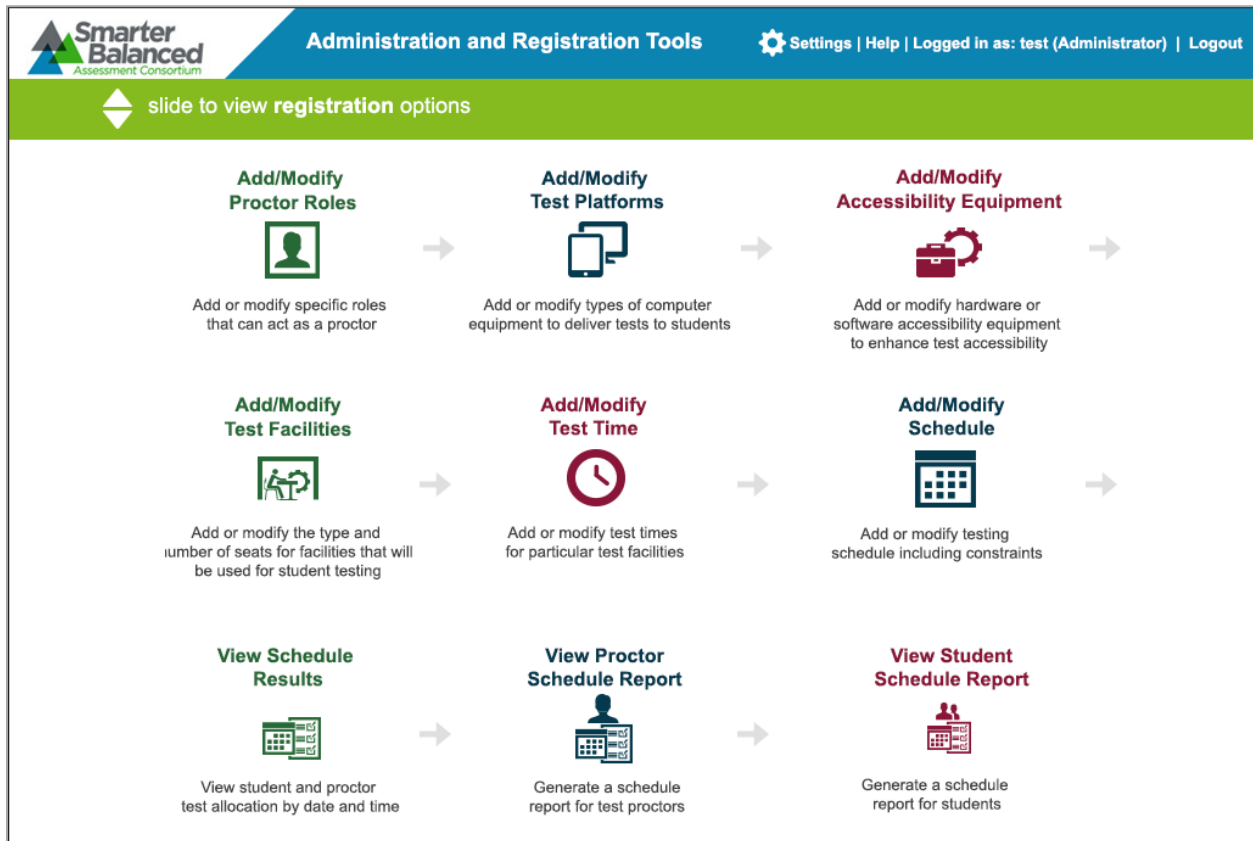 Smarter
Balanced
Assessment Consortium
Administration and Registration Tools
Settings | Help | Logged in as: test (Administrator) | Logout
slide to view registration options
Add/Modify
Proctor Roles
Add or modify specific roles
that can act as a proctor
Add/Modify
Test Platforms
Add or modify types of computer
equipment to deliver tests to students
Add/Modify
Accessibility Equipment
Add or modify hardware or
software accessibility equipment
to enhance test accessibility
Add/Modify
Test Facilities
Add or modify the type and
number of seats for facilities that will
be used for student testing
Add/Modify
Test Time
Add or modify test times
for particular test facilities
Add/Modify
Schedule
Add or modify testing
schedule including constraints
View Schedule
Results
View student and proctor
test allocation by date and time
View Proctor
Schedule Report
Generate a schedule
report for test proctors
View Student
Schedule Report
Generate a schedule
report for students